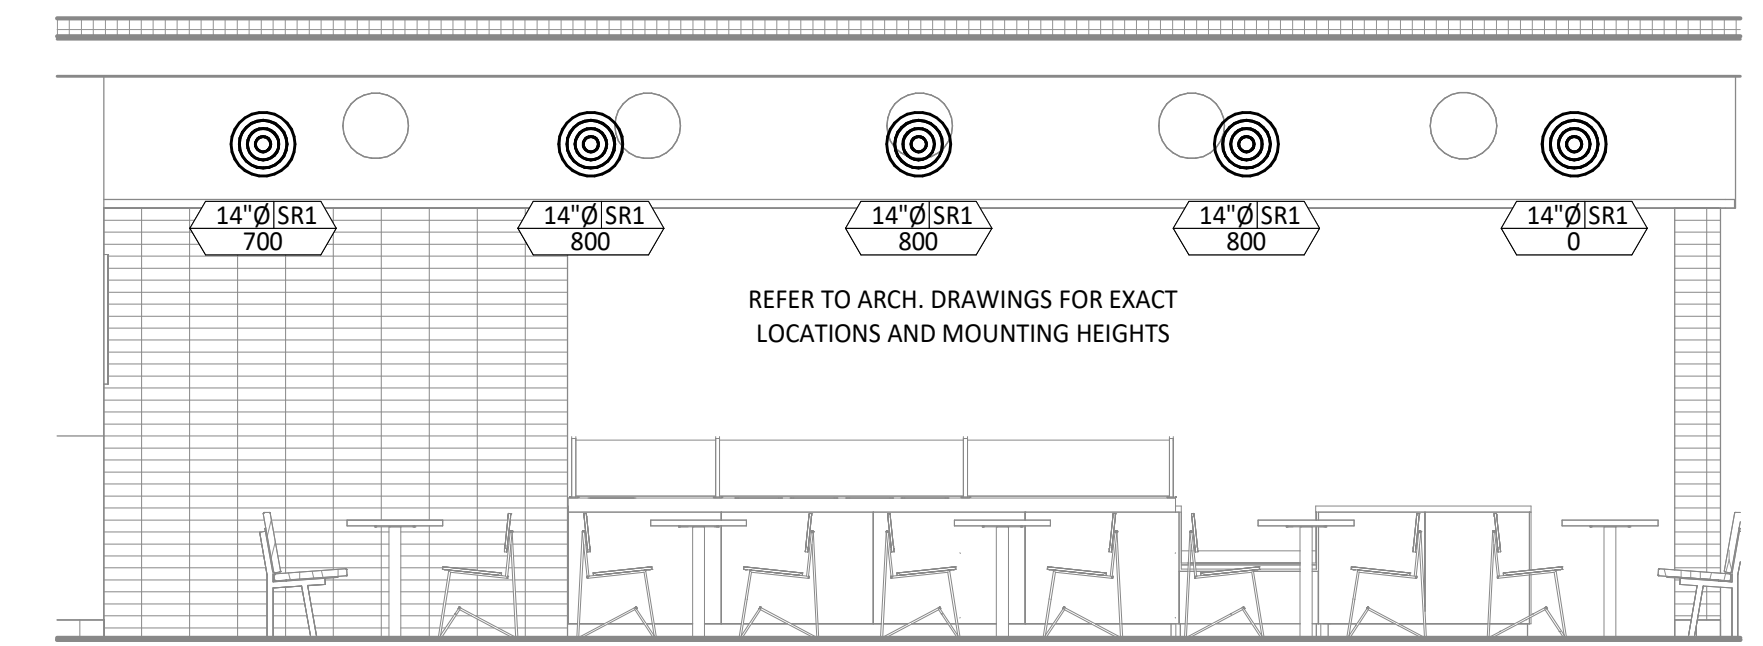 14"Ø SR1
700
14"Ø SR1
800
14"Ø SR1
800
14"Ø SR1
800
14"Ø SR1
0
REFER TO ARCH. DRAWINGS FOR EXACT
LOCATIONS AND MOUNTING HEIGHTS